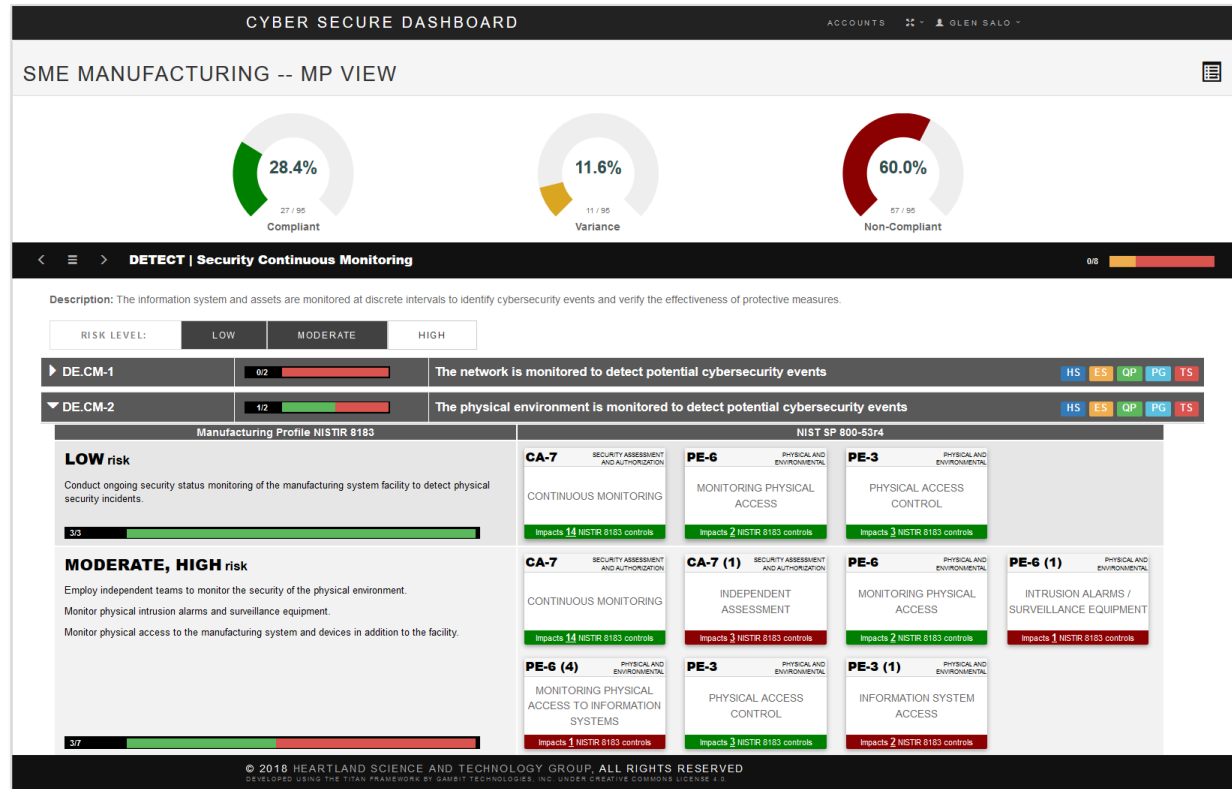 CYBER SECURE DASHBOARD
ACCOUNTS
GLEN SALO
SME MANUFACTURING -- MP VIEW
28.4%
27 / 95
Compliant
11.6%
11 / 95
Variance
60.0%
57 / 95
Non-Compliant
DETECT | Security Continuous Monitoring
0/8
Description: The information system and assets are monitored at discrete intervals to identify cybersecurity events and verify the effectiveness of protective measures.
RISK LEVEL: LOW MODERATE HIGH
DE.CM-1 0/2 The network is monitored to detect potential cybersecurity events HS ES QP PG TS
DE.CM-2 1/2 The physical environment is monitored to detect potential cybersecurity events HS ES QP PG TS
Manufacturing Profile NISTIR 8183
NIST SP 800-53r4
LOW risk
Conduct ongoing security status monitoring of the manufacturing system facility to detect physical
security incidents.
3/3
CA-7 SECURITY ASSESSMENT
AND AUTHORIZATION
CONTINUOUS MONITORING
Impacts 14 NISTIR 8183 controls
PE-6 PHYSICAL AND
ENVIRONMENTAL
MONITORING PHYSICAL
ACCESS
Impacts 2 NISTIR 8183 controls
PE-3 PHYSICAL AND
ENVIRONMENTAL
PHYSICAL ACCESS
CONTROL
Impacts 3 NISTIR 8183 controls
MODERATE, HIGH risk
Employ independent teams to monitor the security of the physical environment.
Monitor physical intrusion alarms and surveillance equipment.
Monitor physical access to the manufacturing system and devices in addition to the facility.
3/7
CA-7 SECURITY ASSESSMENT
AND AUTHORIZATION
CONTINUOUS MONITORING
Impacts 14 NISTIR 8183 controls
CA-7 (1) SECURITY ASSESSMENT
AND AUTHORIZATION
INDEPENDENT
ASSESSMENT
Impacts 3 NISTIR 8183 controls
PE-6 PHYSICAL AND
ENVIRONMENTAL
MONITORING PHYSICAL
ACCESS
Impacts 2 NISTIR 8183 controls
PE-6 (1) PHYSICAL AND
ENVIRONMENTAL
INTRUSION ALARMS /
SURVEILLANCE EQUIPMENT
Impacts 1 NISTIR 8183 controls
PE-6 (4) PHYSICAL AND
ENVIRONMENTAL
MONITORING PHYSICAL
ACCESS TO INFORMATION
SYSTEMS
Impacts 1 NISTIR 8183 controls
PE-3 PHYSICAL AND
ENVIRONMENTAL
PHYSICAL ACCESS
CONTROL
Impacts 3 NISTIR 8183 controls
PE-3 (1) PHYSICAL AND
ENVIRONMENTAL
INFORMATION SYSTEM
ACCESS
Impacts 2 NISTIR 8183 controls
© 2018 HEARTLAND SCIENCE AND TECHNOLOGY GROUP, ALL RIGHTS RESERVED
DEVELOPED USING THE TITAN FRAMEWORK BY GAMBIT TECHNOLOGIES, INC. UNDER CREATIVE COMMONS LICENSE 4.0